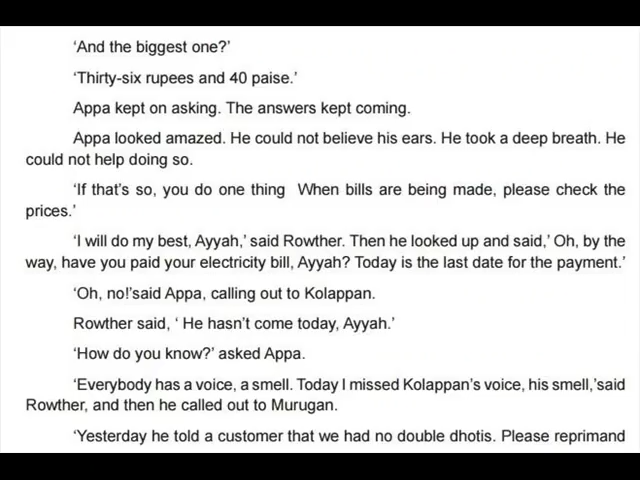 ‘And the biggest one?’
‘Thirty-six rupees and 40 paise.’
Appa kept on asking. The answers kept coming.
Appa looked amazed. He could not believe his ears. He took a deep breath. He
could not help doing so.
‘If that’s so, you do one thing  When bills are being made, please check the
prices.’
‘I will do my best, Ayyah,’ said Rowther. Then he looked up and said,’ Oh, by the
way, have you paid your electricity bill, Ayyah? Today is the last date for the payment.’
‘Oh, no!’said Appa, calling out to Kolappan.
Rowther said, ‘ He hasn’t come today, Ayyah.’
‘How do you know?’ asked Appa.
‘Everybody has a voice, a smell. Today I missed Kolappan’s voice, his smell,’said
Rowther, and then he called out to Murugan.
‘Yesterday he told a customer that we had no double dhotis. Please reprimand